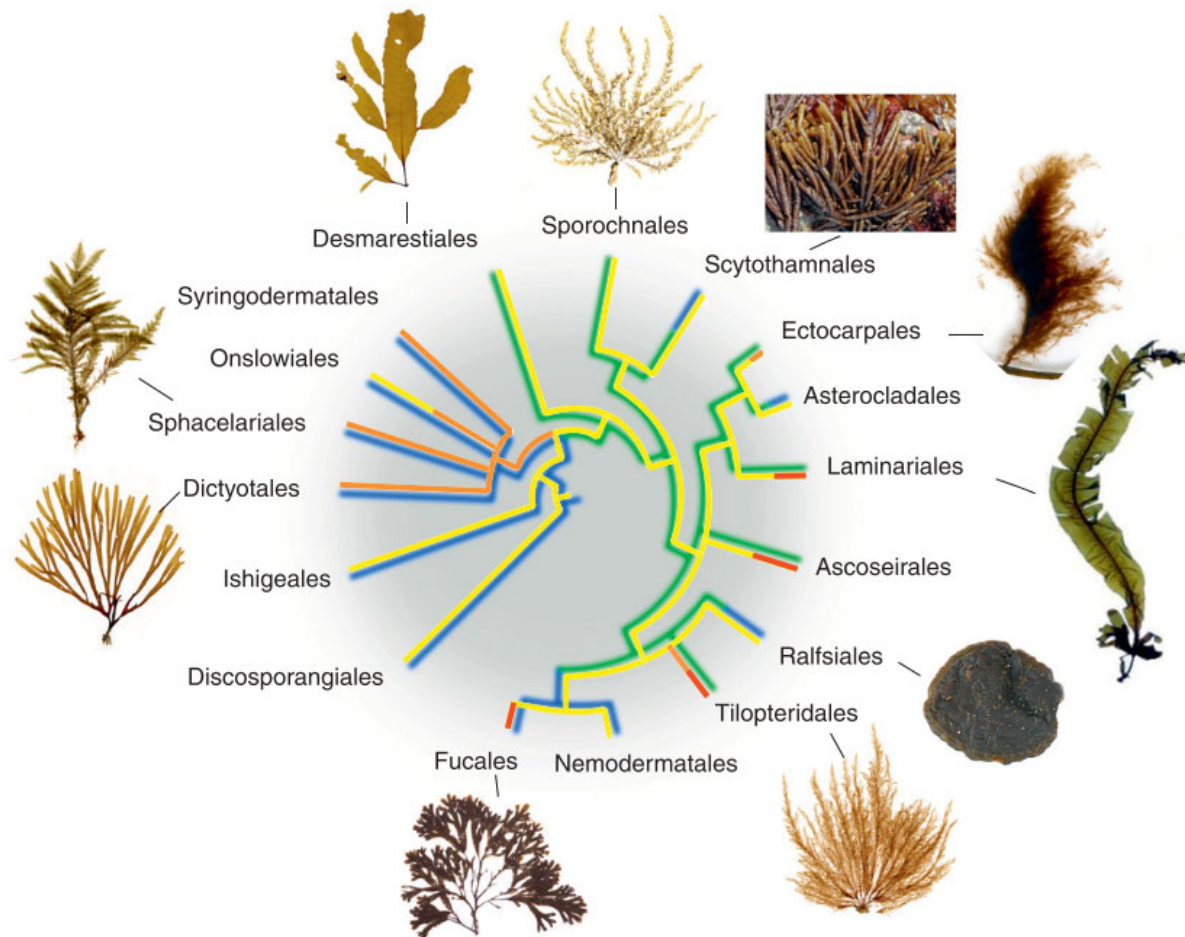 Desmarestiales
Sporochnales
Scytothamnales
Syringodermatales
Ectocarpales
Onslowiales
Asterocladales
Sphacelariales
Laminariales
Dictyotales
Ascoseirales
Ishigeales
Ralfsiales
Discosporangiales
Tilopteridales
Fucales
Nemodermatales